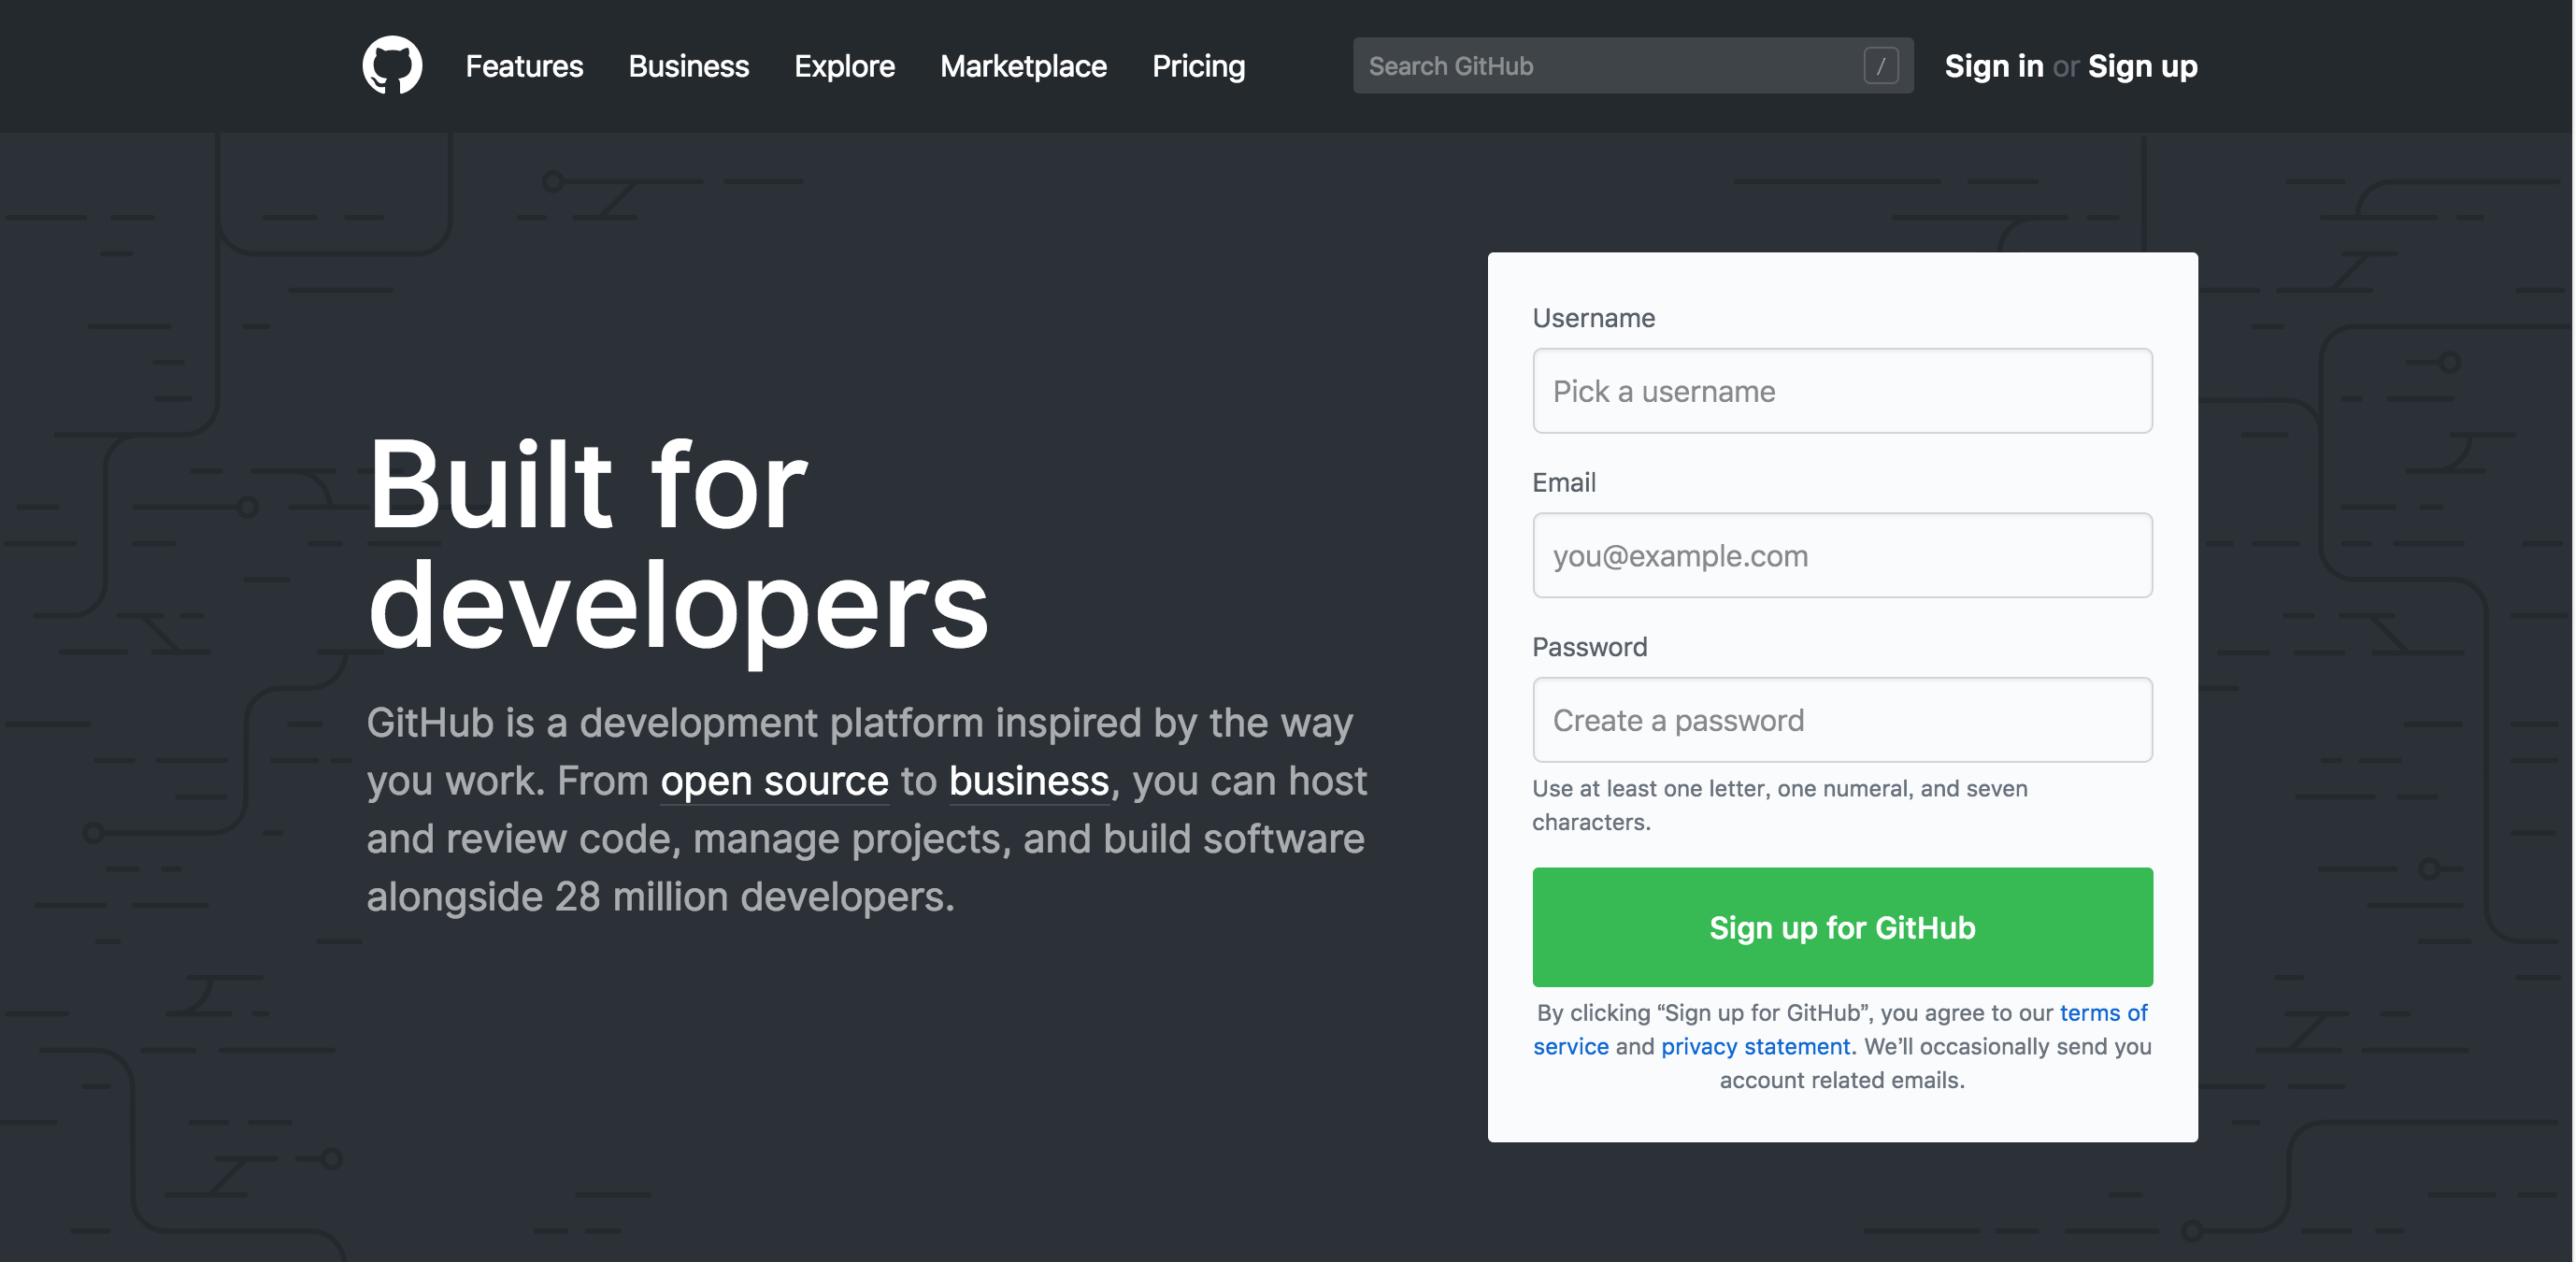 Features Business Explore Marketplace Pricing Search GitHub / Sign in or Sign up
Built for
developers
GitHub is a development platform inspired by the way
you work. From open source to business, you can host
and review code, manage projects, and build software
alongside 28 million developers.
Username
Pick a username
Email
you@example.com
Password
Create a password
Use at least one letter, one numeral, and seven
characters.
Sign up for GitHub
By clicking “Sign up for GitHub”, you agree to our terms of
service and privacy statement. We’ll occasionally send you
account related emails.